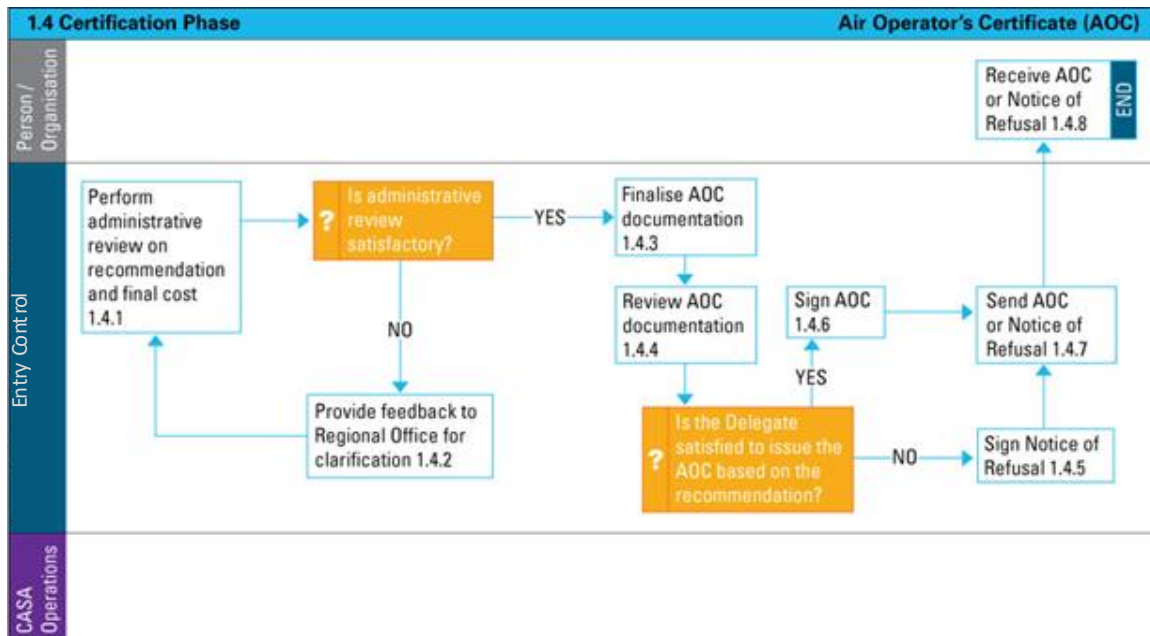 1.4 Certification Phase
Air Operator's Certificate (AOC)
Person /
Organisation
Receive AOC
or Notice of
Refusal 1.4.8
END
Entry Control
Perform
administrative
review on
recommendation
and final cost
1.4.1
?
Is administrative
review
satisfactory?
YES
NO
Provide feedback to
Regional Office for
clarification 1.4.2
Finalise AOC
documentation
1.4.3
Review AOC
documentation
1.4.4
?
Is the Delegate
satisfied to issue the
AOC based on the
recommendation?
YES
Sign AOC
1.4.6
NO
Sign Notice of
Refusal 1.4.5
Send AOC
or Notice of
Refusal 1.4.7
CASA
Operations